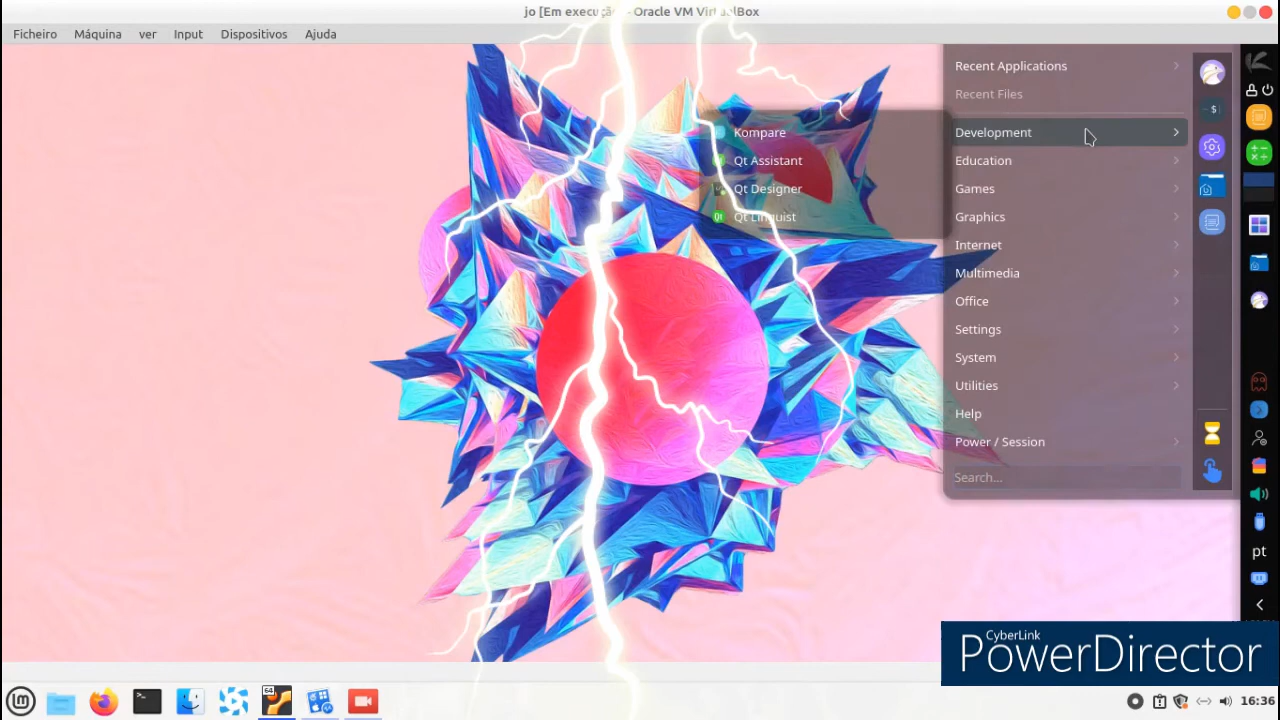 jo [Em execução] - Oracle VM VirtualBox
Ficheiro Máquina ver Input Dispositivos Ajuda
Recent Applications
Recent Files
Development
Education
Games
Graphics
Internet
Multimedia
Office
Settings
System
Utilities
Help
Power / Session
Search...
Kompare
Qt Assistant
Qt Designer
Qt Linguist
pt
CyberLink
PowerDirector
16:36